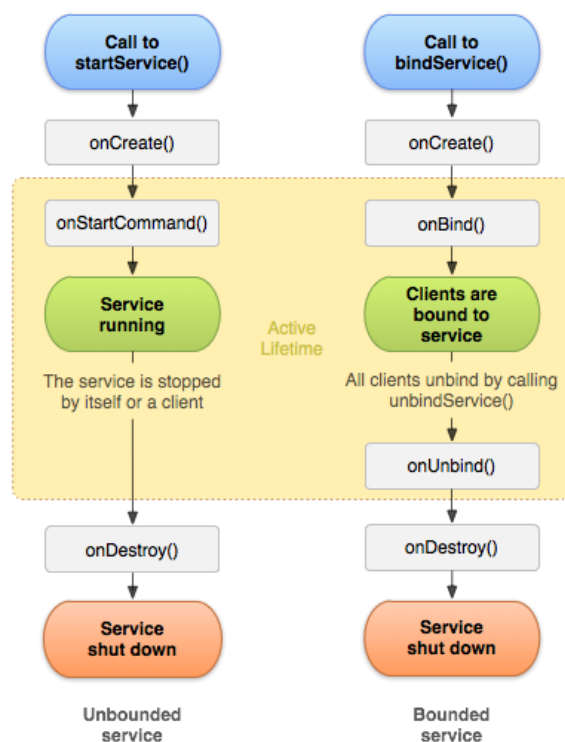 Call to
startService()
onCreate()
onStartCommand()
Service
running
The service is stopped
by itself or a client
onDestroy()
Service
shut down
Unbounded
service
Active
Lifetime
Call to
bindService()
onCreate()
onBind()
Clients are
bound to
service
All clients unbind by calling
unbindService()
onUnbind()
onDestroy()
Service
shut down
Bounded
service